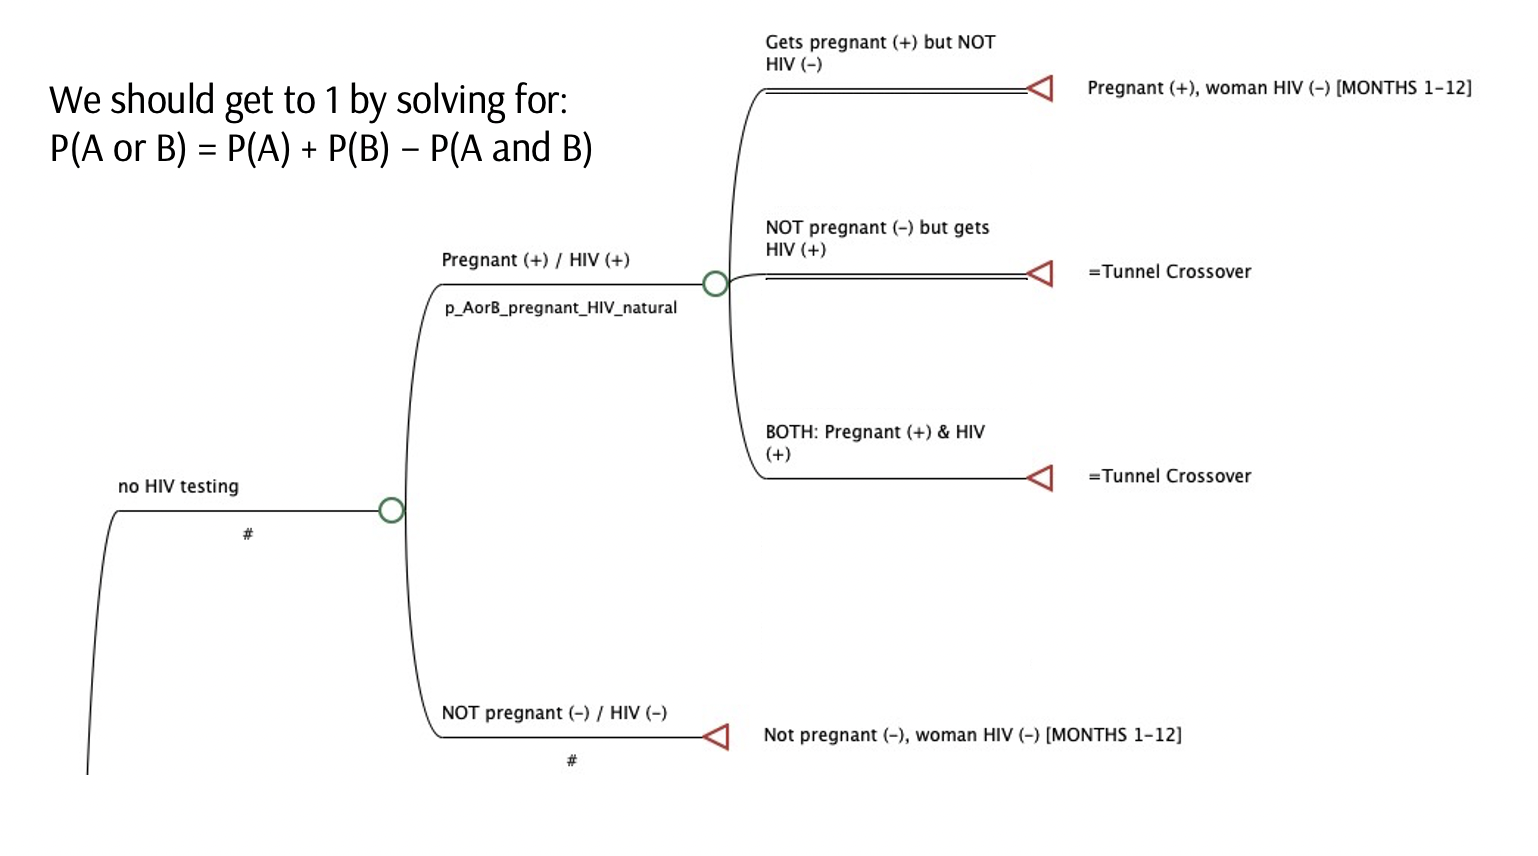 We should get to 1 by solving for:
P(A or B) = P(A) + P(B) − P(A and B)
Gets pregnant (+) but NOT
HIV (−)
Pregnant (+), woman HIV (−) [MONTHS 1−12]
NOT pregnant (−) but gets
HIV (+)
=Tunnel Crossover
Pregnant (+) / HIV (+)
p_AorB_pregnant_HIV_natural
BOTH: Pregnant (+) & HIV
(+)
=Tunnel Crossover
no HIV testing
#
NOT pregnant (−) / HIV (−)
#
Not pregnant (−), woman HIV (−) [MONTHS 1−12]